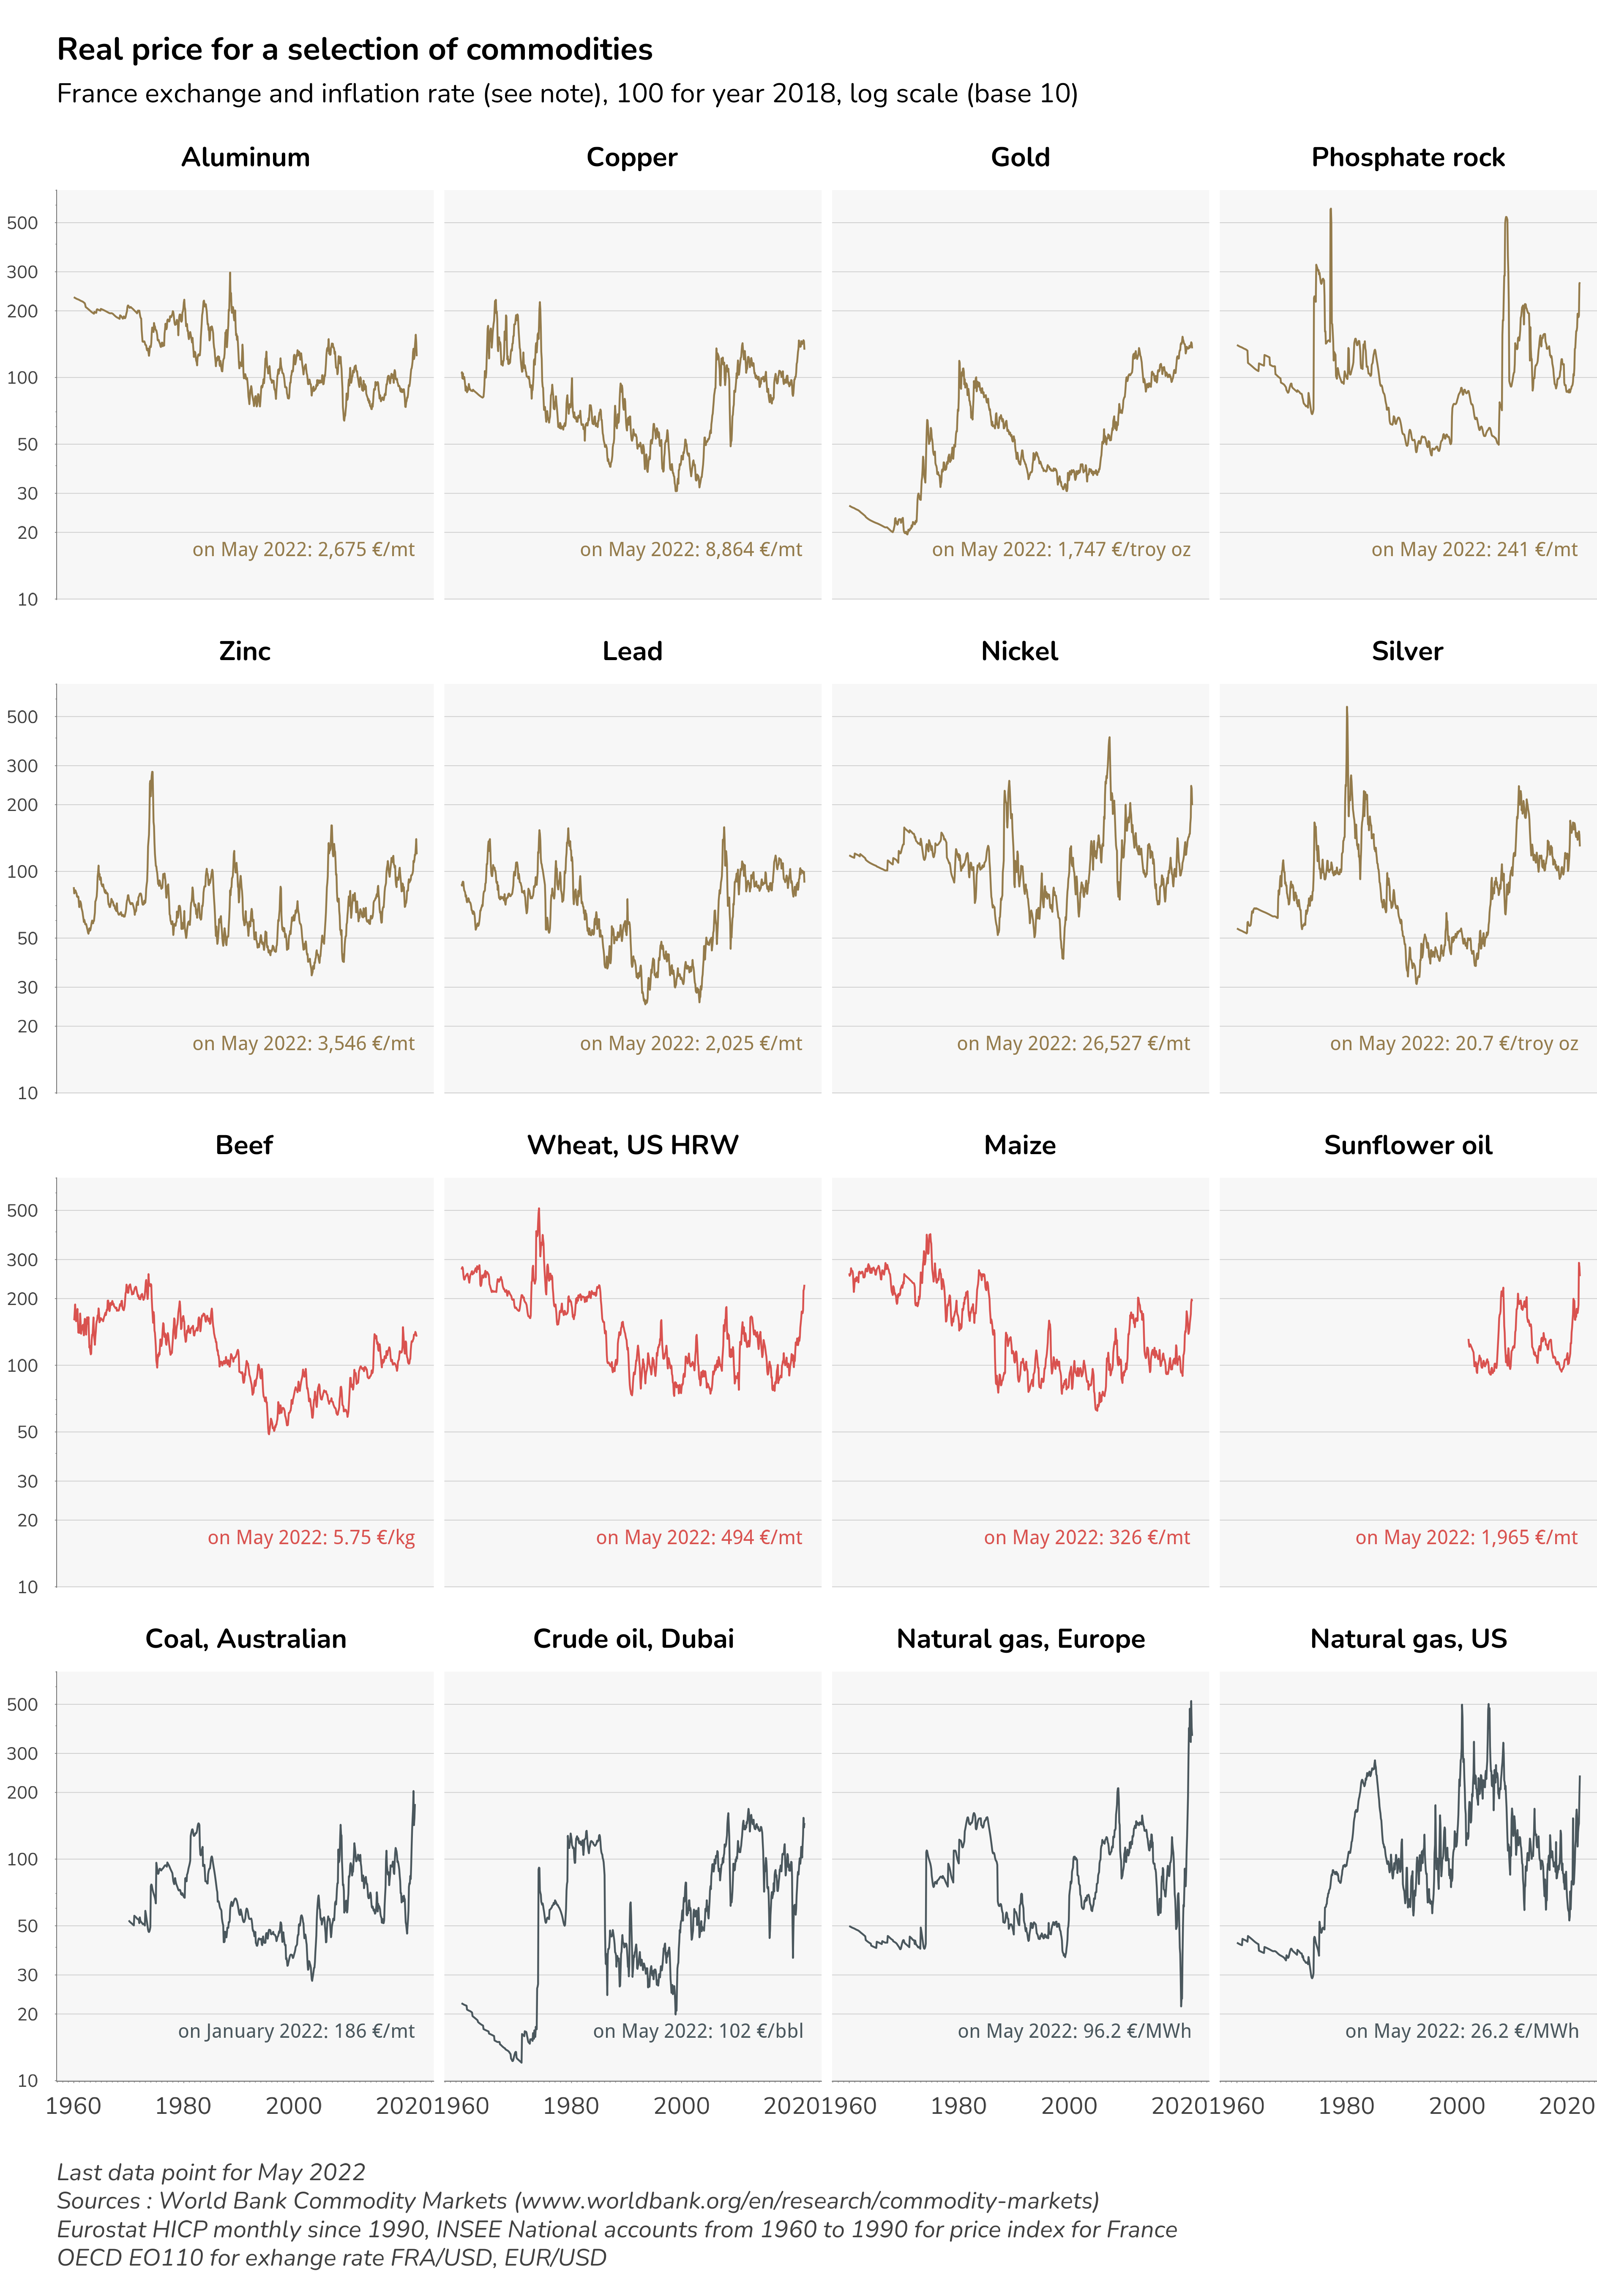 Real price for a selection of commodities
France exchange and inflation rate (see note), 100 for year 2018, log scale (base 10)
Aluminum Copper Gold Phosphate rock
500
300
200
100
50
30
20
on May 2022: 2,675 €/mt on May 2022: 8,864 €/mt on May 2022: 1,747 €/troy oz on May 2022: 241 €/mt
10
Zinc Lead Nickel Silver
500
300
200
100
50
30
20
on May 2022: 3,546 €/mt on May 2022: 2,025 €/mt on May 2022: 26,527 €/mt on May 2022: 20.7 €/troy oz
10
Beef Wheat, US HRW Maize Sunflower oil
500
300
200
100
50
30
20
on May 2022: 5.75 €/kg on May 2022: 494 €/mt on May 2022: 326 €/mt on May 2022: 1,965 €/mt
10
Coal, Australian Crude oil, Dubai Natural gas, Europe Natural gas, US
500
300
200
100
50
30
20
on January 2022: 186 €/mt on May 2022: 102 €/bbl on May 2022: 96.2 €/MWh on May 2022: 26.2 €/MWh
10
1960 1980 2000 2020 1960 1980 2000 2020 1960 1980 2000 2020 1960 1980 2000 2020
Last data point for May 2022
Sources : World Bank Commodity Markets (www.worldbank.org/en/research/commodity-markets)
Eurostat HICP monthly since 1990, INSEE National accounts from 1960 to 1990 for price index for France
OECD EO110 for exhange rate FRA/USD, EUR/USD